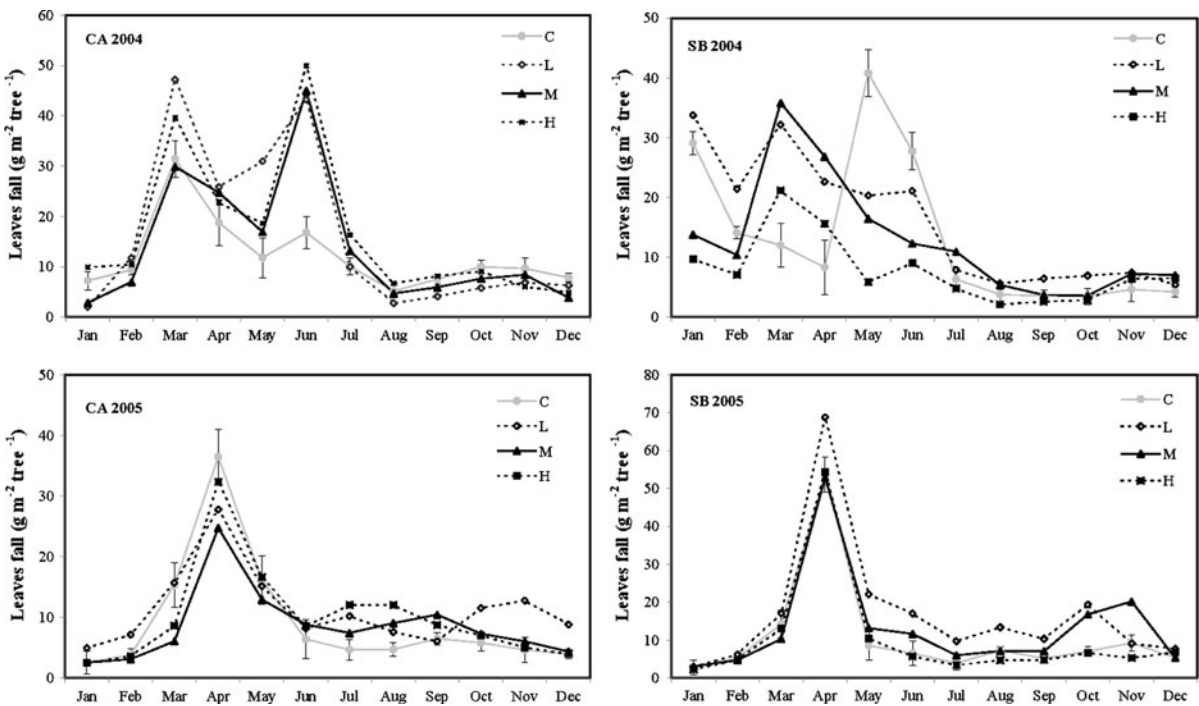 CA 2004
Leaves fall (g m-2 tree -1)
60
50
40
30
20
10
0
C
L
M
H
Jan Feb Mar Apr May Jun Jul Aug Sep Oct Nov Dec
SB 2004
Leaves fall (g m-2 tree -1)
50
40
30
20
10
0
C
L
M
H
Jan Feb Mar Apr May Jun Jul Aug Sep Oct Nov Dec
CA 2005
Leaves fall (g m-2 tree -1)
50
40
30
20
10
0
C
L
M
H
Jan Feb Mar Apr May Jun Jul Aug Sep Oct Nov Dec
SB 2005
Leaves fall (g m-2 tree -1)
80
70
60
50
40
30
20
10
0
C
L
M
H
Jan Feb Mar Apr May Jun Jul Aug Sep Oct Nov Dec